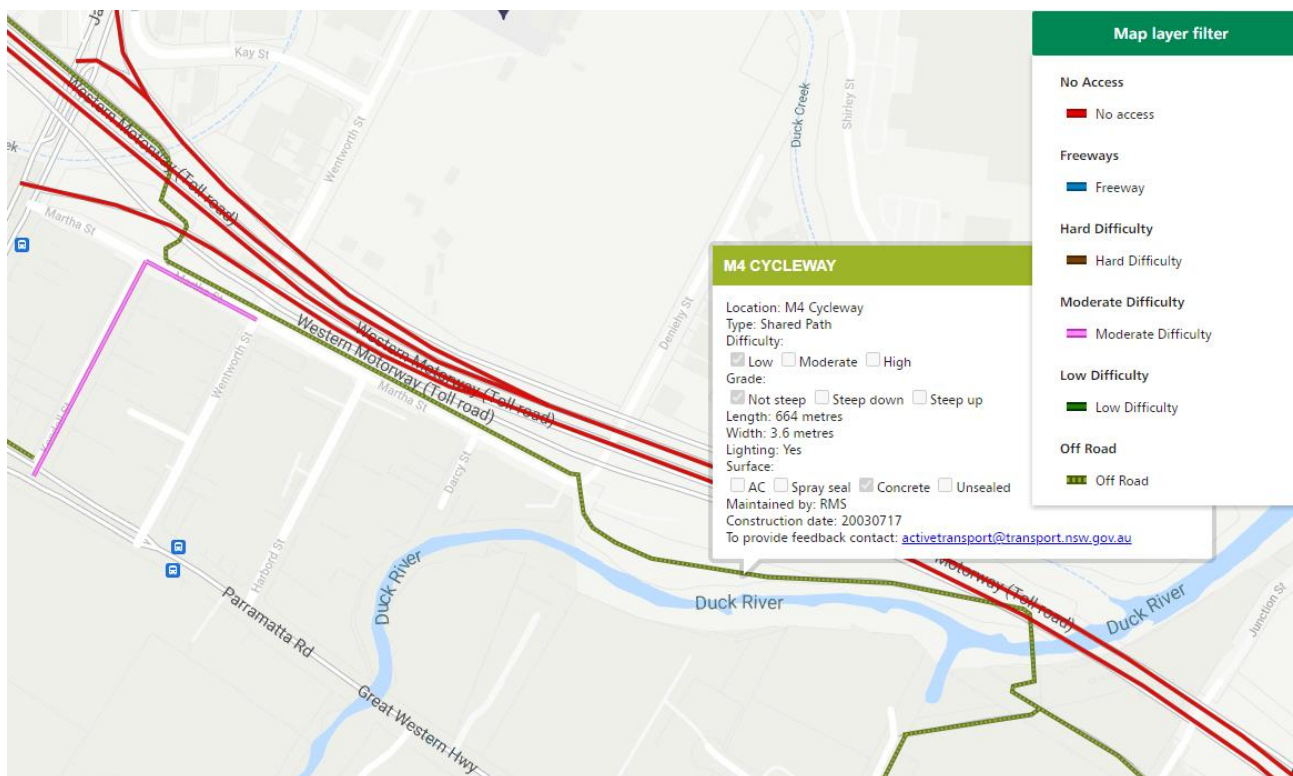 Map layer filter
No Access
No access
Freeways
Freeway
Hard Difficulty
Hard Difficulty
Moderate Difficulty
Moderate Difficulty
Low Difficulty
Low Difficulty
Off Road
Off Road
M4 CYCLEWAY
Location: M4 Cycleway
Type: Shared Path
Difficulty:
Low Moderate High
Grade:
Not steep Steep down Steep up
Length: 664 metres
Width: 3.6 metres
Lighting: Yes
Surface:
AC Spray seal Concrete Unsealed
Maintained by: RMS
Construction date: 20030717
To provide feedback contact: activetransport@transport.nsw.gov.au
Kay St
Wentworth St
Western Motorway (Toll road)
Duck Creek
Shirley St
Martha St
Martha St
Deniehy St
Western Motorway (Toll road)
Western Motorway (Toll road)
Wentworth St
Martha St
Kendall St
Darcy St
Harbord St
Duck River
Parramatta Rd
Great Western Hwy
Duck River
Motorway (Toll road)
Duck River
Junction St